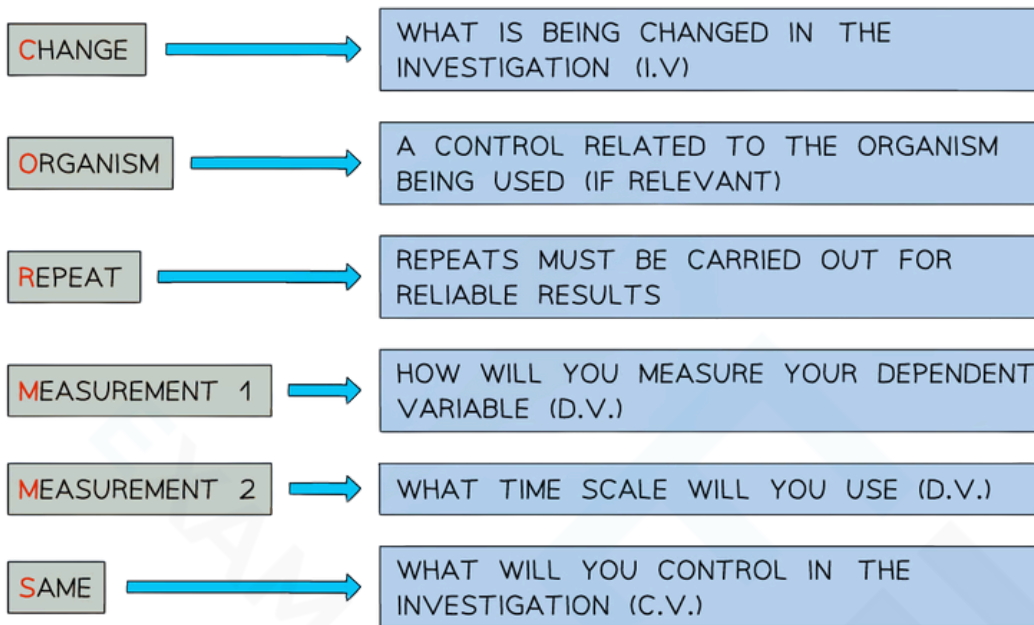 CHANGE
WHAT IS BEING CHANGED IN THE
INVESTIGATION (I.V)
ORGANISM
A CONTROL RELATED TO THE ORGANISM
BEING USED (IF RELEVANT)
REPEAT
REPEATS MUST BE CARRIED OUT FOR
RELIABLE RESULTS
MEASUREMENT 1
HOW WILL YOU MEASURE YOUR DEPENDENT
VARIABLE (D.V.)
MEASUREMENT 2
WHAT TIME SCALE WILL YOU USE (D.V.)
SAME
WHAT WILL YOU CONTROL IN THE
INVESTIGATION (C.V.)
EXAM